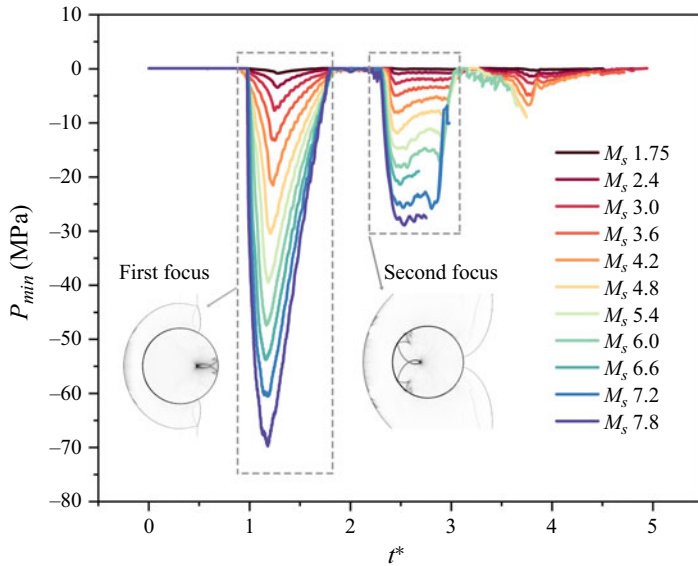 10
0
–10
–20
–30
–40
–50
–60
–70
–80
P_min (MPa)
0 1 2 3 4 5
t*
First focus
Second focus
M_s 1.75
M_s 2.4
M_s 3.0
M_s 3.6
M_s 4.2
M_s 4.8
M_s 5.4
M_s 6.0
M_s 6.6
M_s 7.2
M_s 7.8